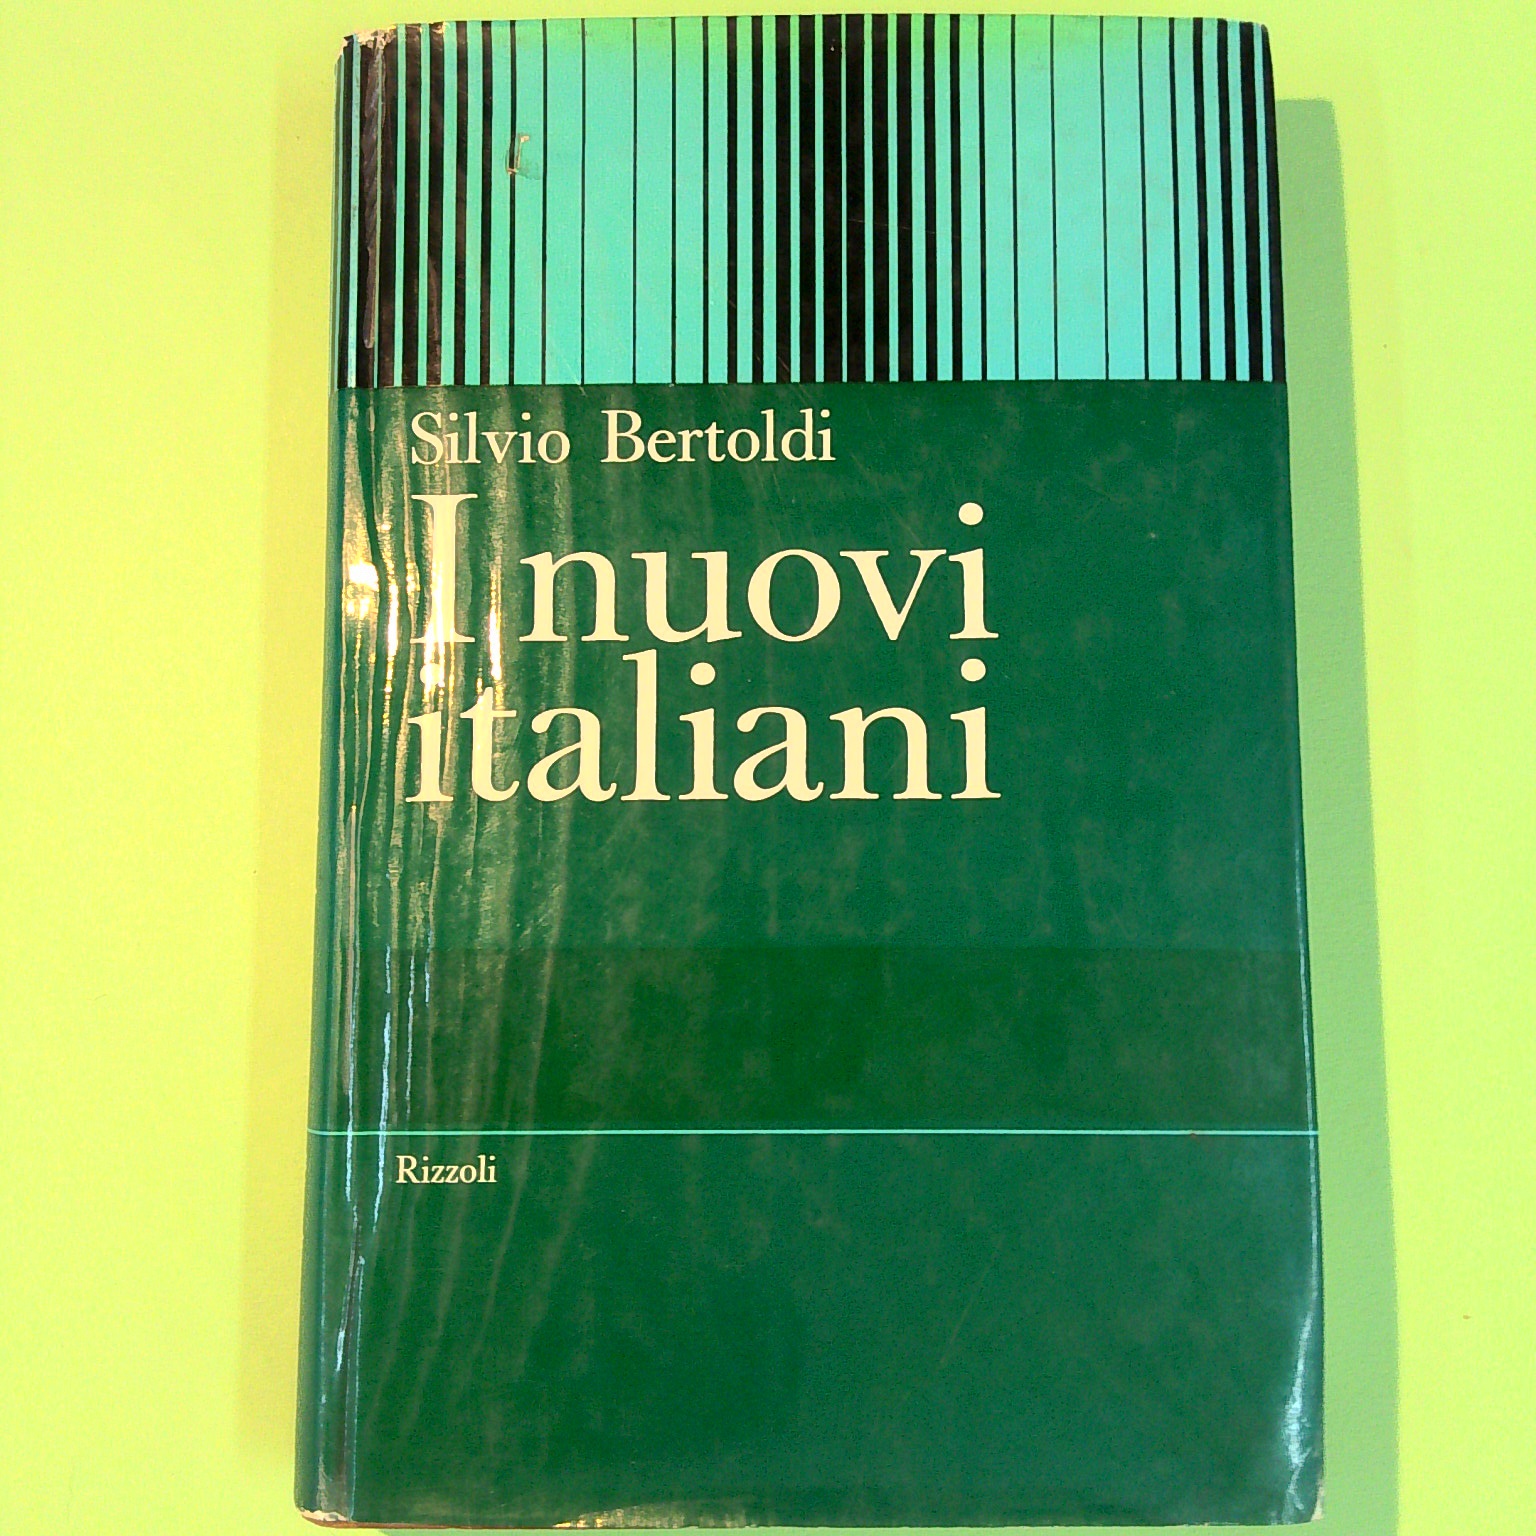 Silvio Bertoldi
I nuovi
italiani
Rizzoli